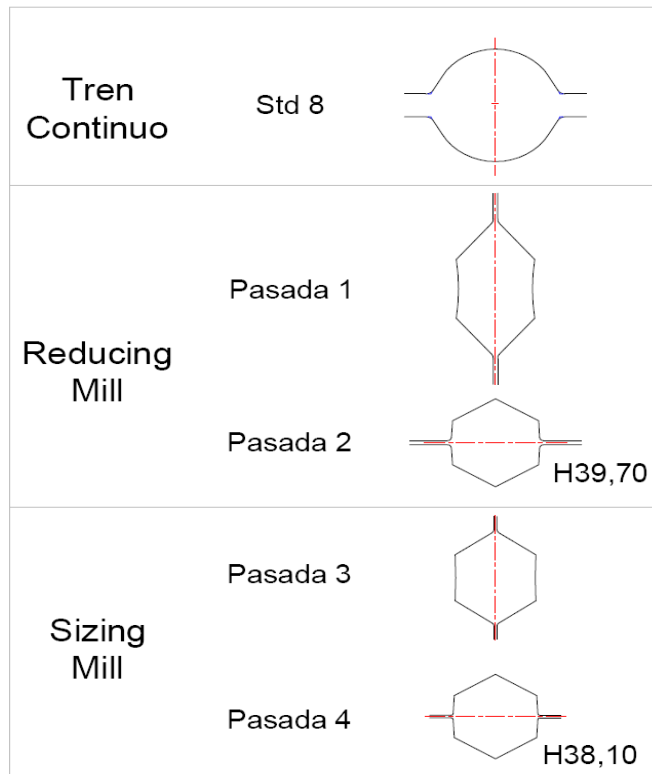 Tren
Continuo
Std 8
Pasada 1
Reducing
Mill
Pasada 2
H39,70
Pasada 3
Sizing
Mill
Pasada 4
H38,10